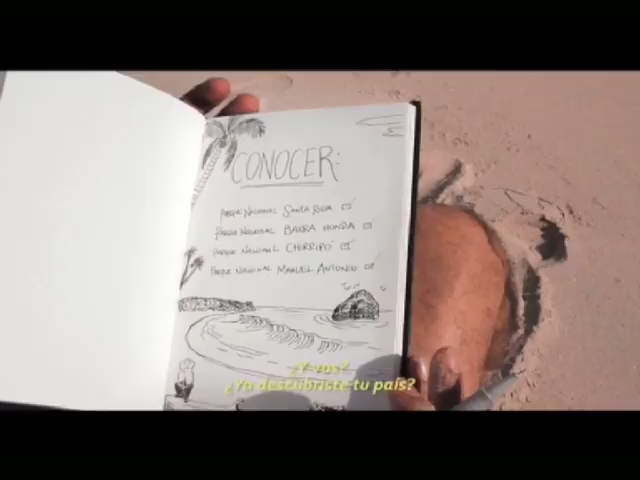 CONOCER:
PARQUE NACIONAL SANTA ROSA
PARQUE NACIONAL BARRA HONDA
PARQUE NACIONAL CHIRRIPÓ
PARQUE NACIONAL MANUEL ANTONIO
¿Y vos?
¿Ya descubriste tu país?